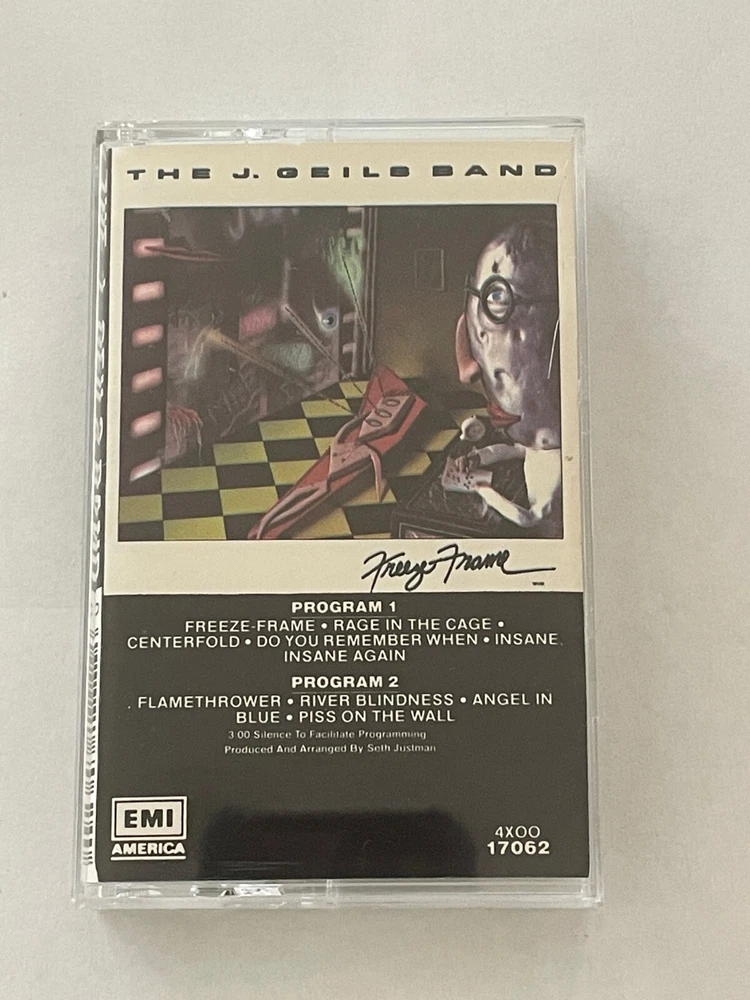 THE J. GEILS BAND
Freeze-Frame
PROGRAM 1
FREEZE-FRAME • RAGE IN THE CAGE •
CENTERFOLD • DO YOU REMEMBER WHEN • INSANE,
INSANE AGAIN
PROGRAM 2
FLAMETHROWER • RIVER BLINDNESS • ANGEL IN
BLUE • PISS ON THE WALL
3:00 Silence To Facilitate Programming
Produced And Arranged By Seth Justman
EMI
AMERICA
4XOO
17062